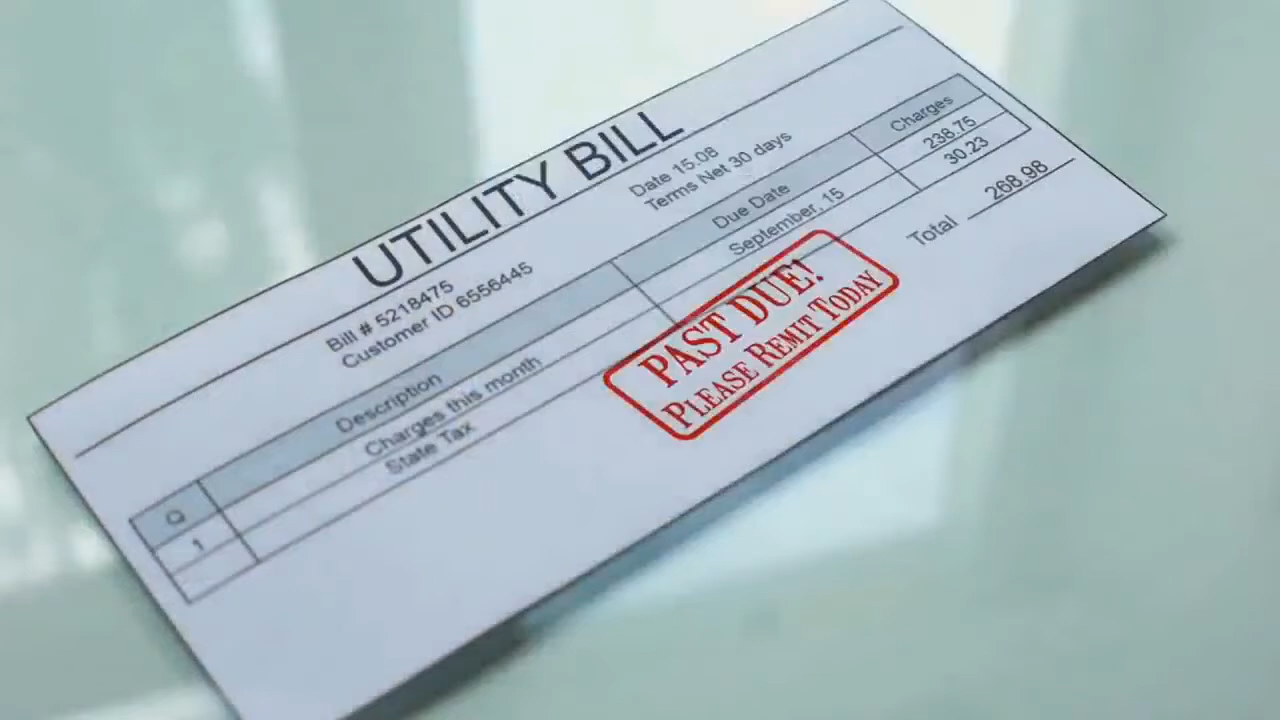 UTILITY BILL
Bill # 5218475
Customer ID 6556445
Date 15.08
Terms Net 30 days
Q Description Due Date Charges
1 Charges this month September, 15 238.75
State Tax 30.23
Total 268.98
PAST DUE!
PLEASE REMIT TODAY